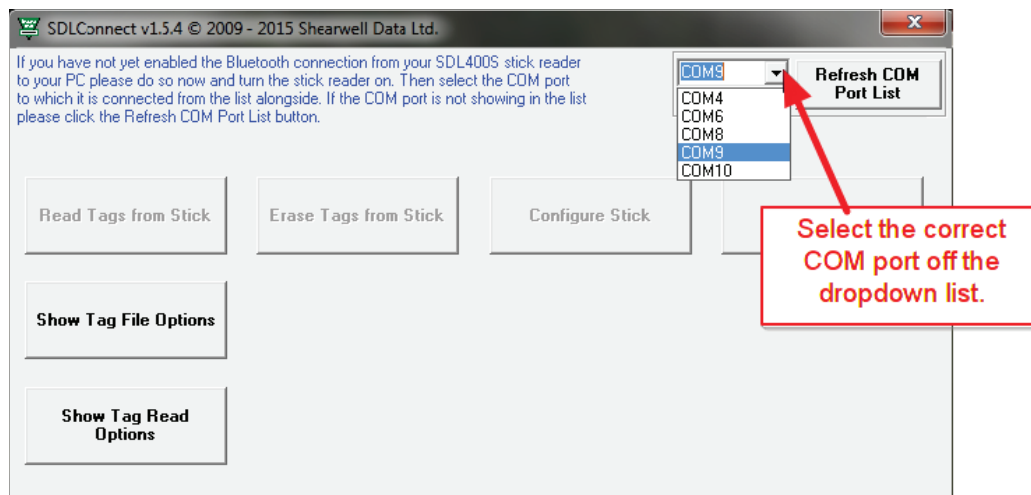 SDLConnect v1.5.4 © 2009 - 2015 Shearwell Data Ltd.
If you have not yet enabled the Bluetooth connection from your SDL400S stick reader
to your PC please do so now and turn the stick reader on. Then select the COM port
to which it is connected from the list alongside. If the COM port is not showing in the list
please click the Refresh COM Port List button.
COM9
Refresh COM
Port List
COM4
COM6
COM8
COM9
COM10
Read Tags from Stick
Erase Tags from Stick
Configure Stick
Select the correct
COM port off the
dropdown list.
Show Tag File Options
Show Tag Read
Options